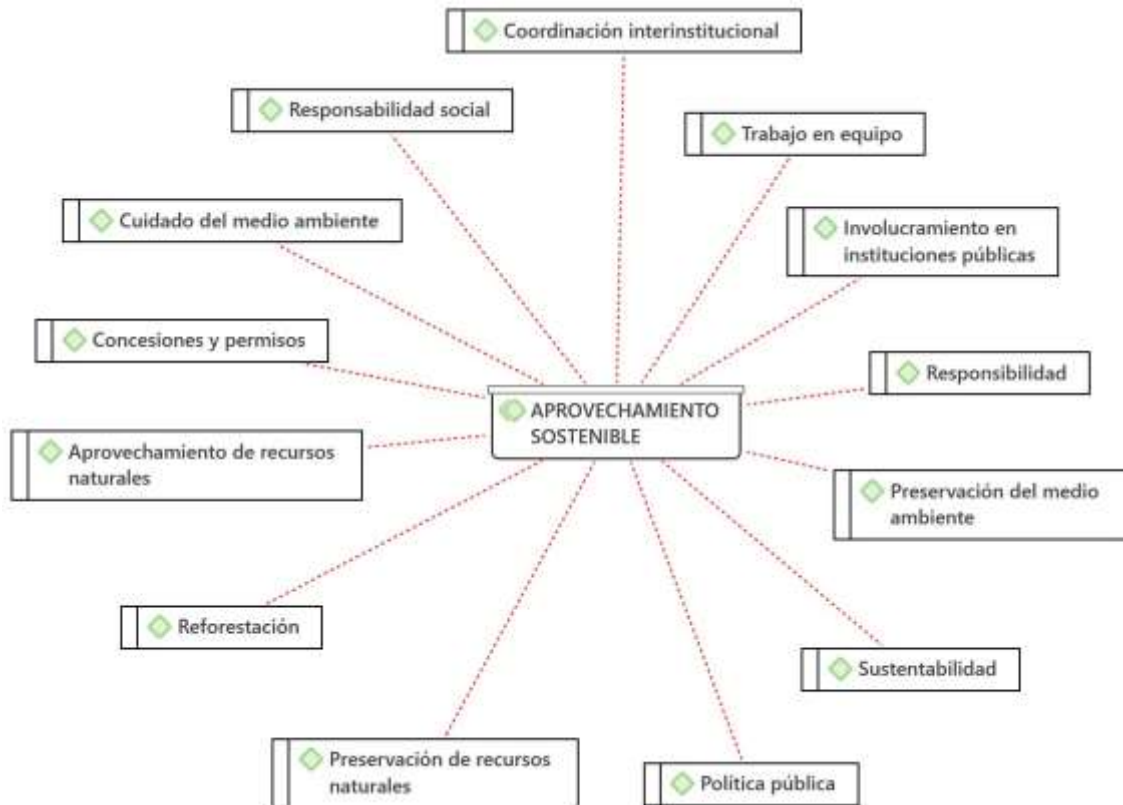 Coordinación interinstitucional
Responsabilidad social
Trabajo en equipo
Cuidado del medio ambiente
Involucramiento en
instituciones públicas
Concesiones y permisos
Responsibilidad
APROVECHAMIENTO
SOSTENIBLE
Aprovechamiento de recursos
naturales
Preservación del medio
ambiente
Reforestación
Sustentabilidad
Preservación de recursos
naturales
Política pública